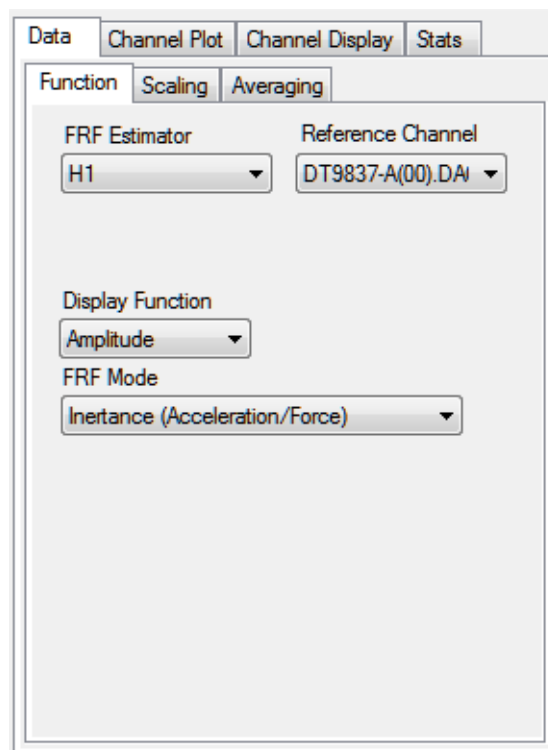 Data Channel Plot Channel Display Stats
Function Scaling Averaging
FRF Estimator Reference Channel
H1 DT9837-A(00).DA
Display Function
Amplitude
FRF Mode
Inertance (Acceleration/Force)